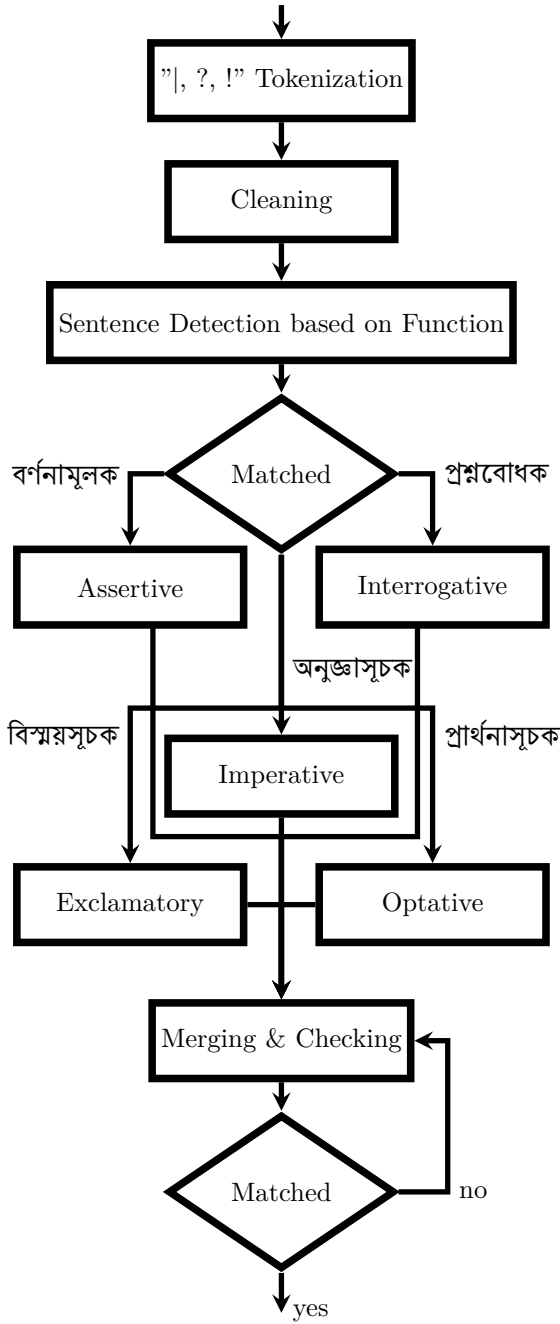 "|, ?, !" Tokenization
Cleaning
Sentence Detection based on Function
Matched
বর্ণনামূলক
প্রশ্নবোধক
Assertive
Interrogative
অনুজ্ঞাসূচক
বিস্ময়সূচক
প্রার্থনাসূচক
Imperative
Exclamatory
Optative
Merging & Checking
Matched
no
yes